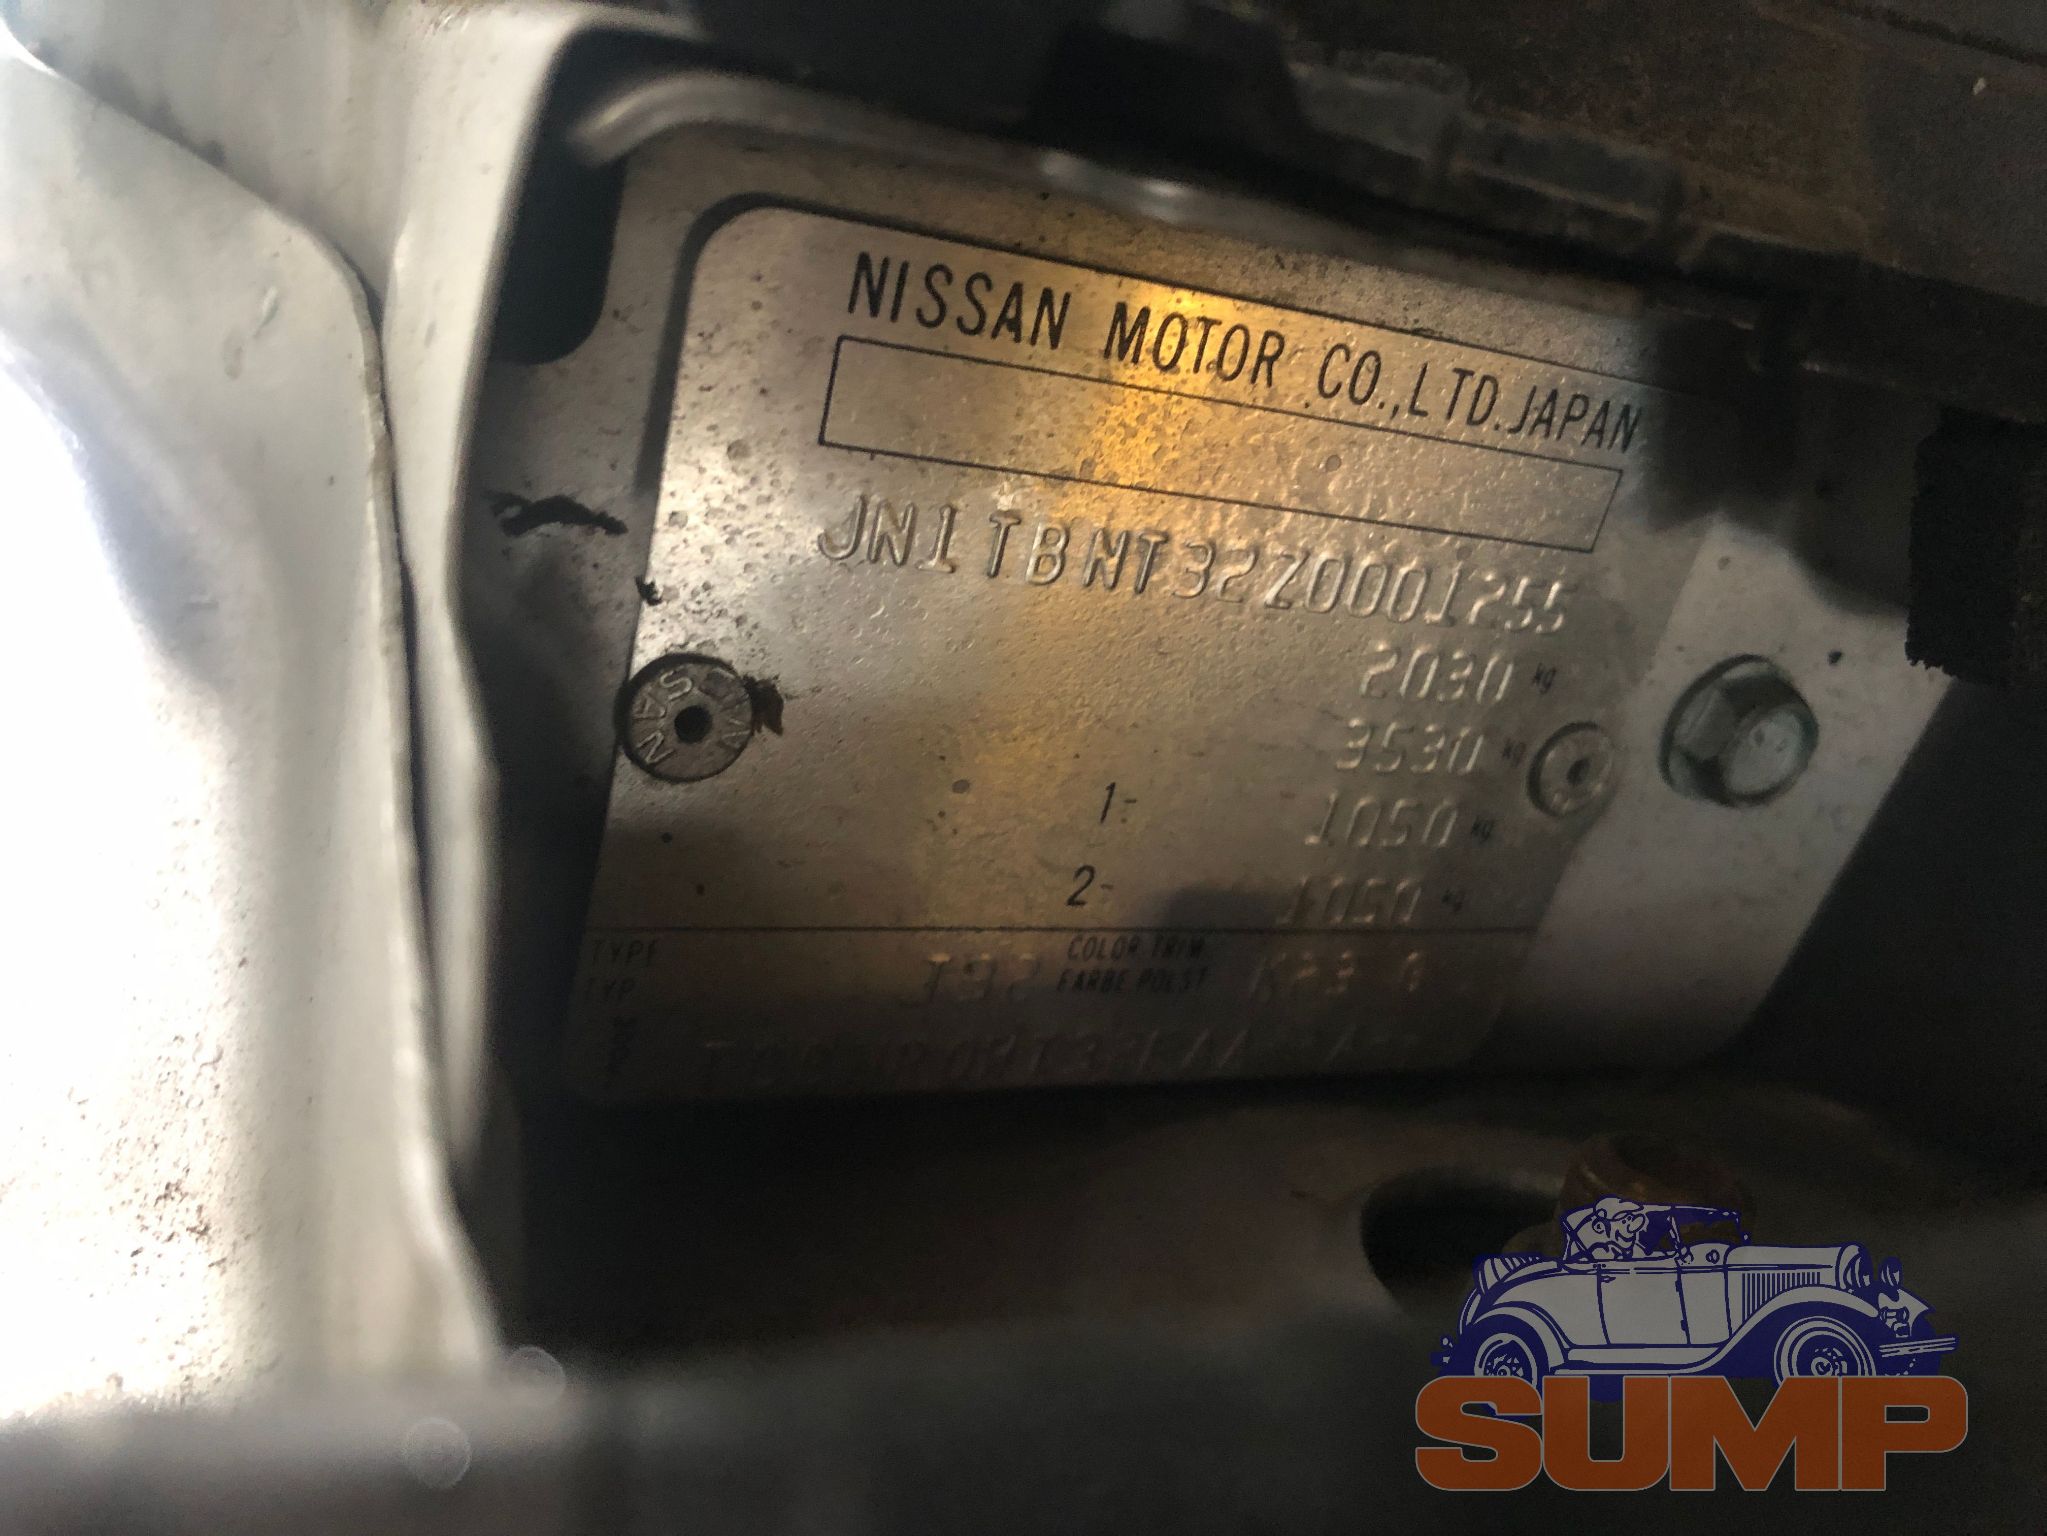 NISSAN MOTOR CO.,LTD.JAPAN
JN1TBNT32Z0001255
2030 kg
3530 kg
1- 1050 kg
2- 1050 kg
TYPE COLOR TRIM
TYP FARBE POLST
NISSAN
SUMP